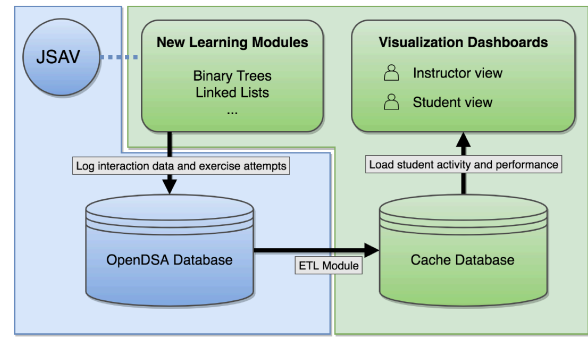 JSAV
New Learning Modules
Binary Trees
Linked Lists
...
Visualization Dashboards
Instructor view
Student view
Log interaction data and exercise attempts
Load student activity and performance
OpenDSA Database
ETL Module
Cache Database